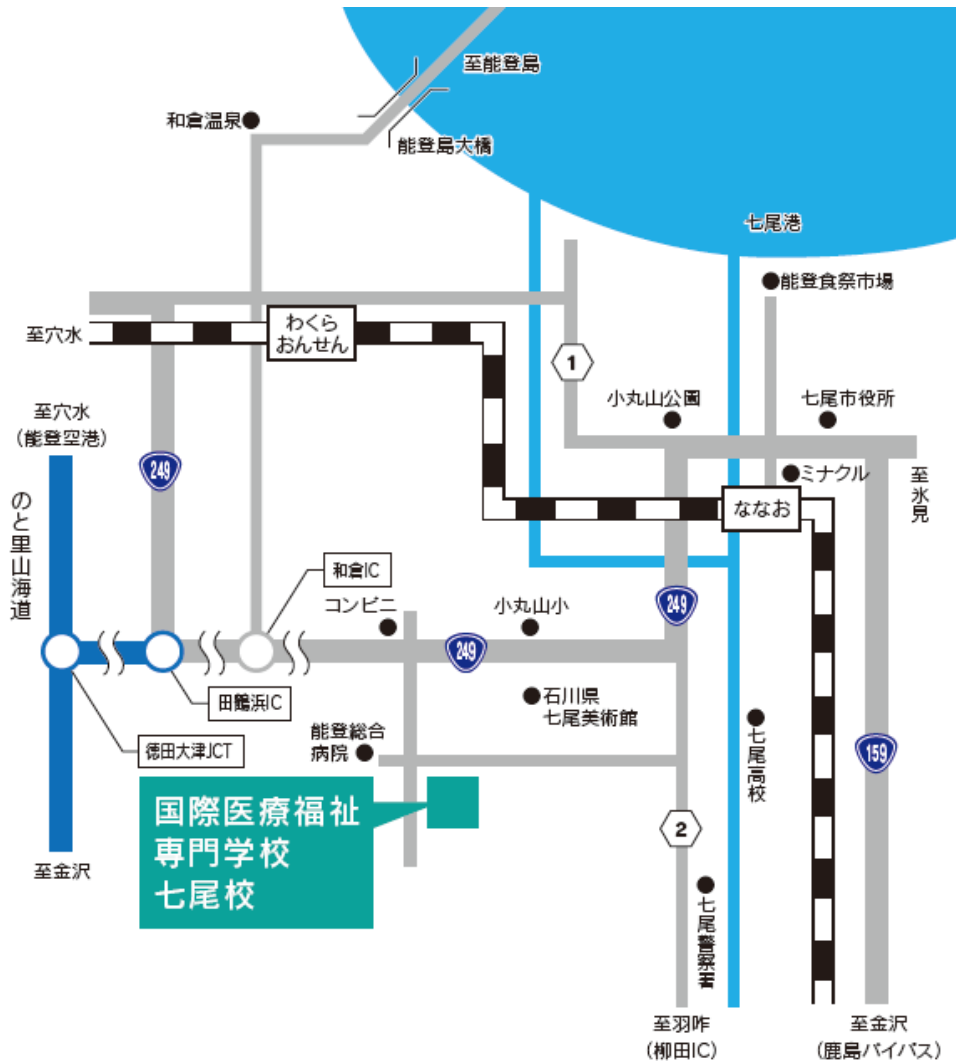 至能登島
和倉温泉
能登島大橋
七尾港
能登食祭市場
わくら
おんせん
至穴水
1
小丸山公園
七尾市役所
至穴水
（能登空港）
249
ミナクル
至氷見
ななお
のと里山海道
和倉IC
コンビニ
小丸山小
249
249
田鶴浜IC
石川県
七尾美術館
能登総合
病院
徳田大津JCT
七尾高校
159
国際医療福祉
専門学校
七尾校
2
至金沢
七尾警察署
至羽咋
（柳田IC）
至金沢
（鹿島バイパス）